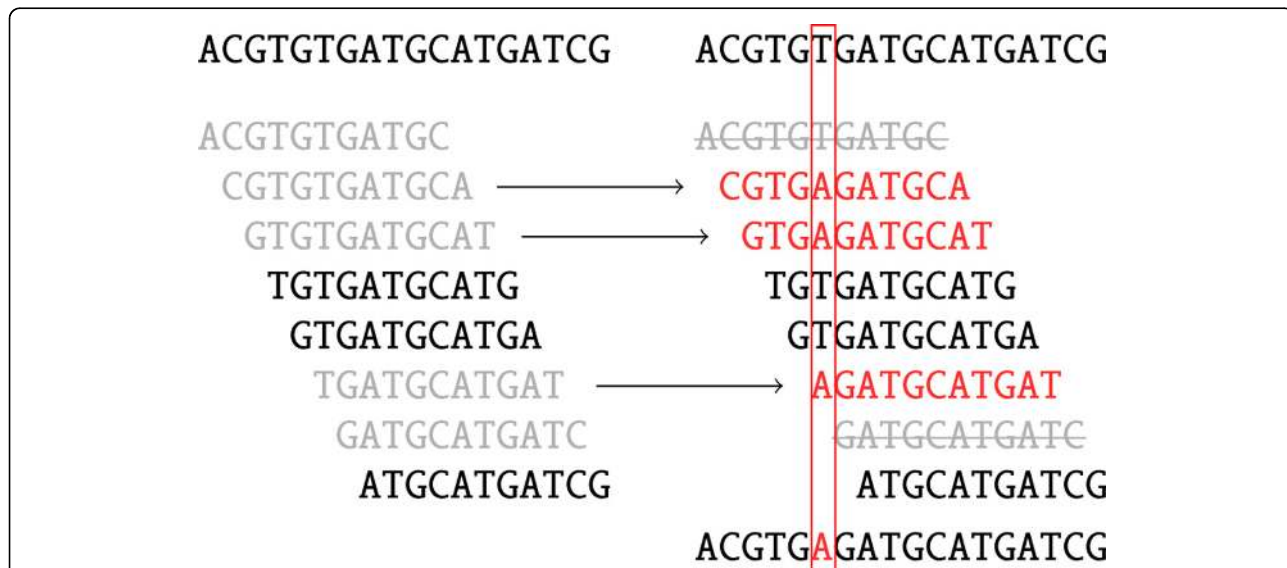 ACGTGTGATGCATGATCG ACGTGTGATGCATGATCG
ACGTGTGATGC ACGTGTGATGC
CGTGTGATGCA CGTGAGATGCA
GTGTGATGCAT GTGAGATGCAT
TGTGATGCATG TGTGATGCATG
GTGATGCATGA GTGATGCATGA
TGATGCATGAT AGATGCATGAT
GATGCATGATC GATGCATGATC
ATGCATGATCG ATGCATGATCG
ACGTGAGATGCATGATCG